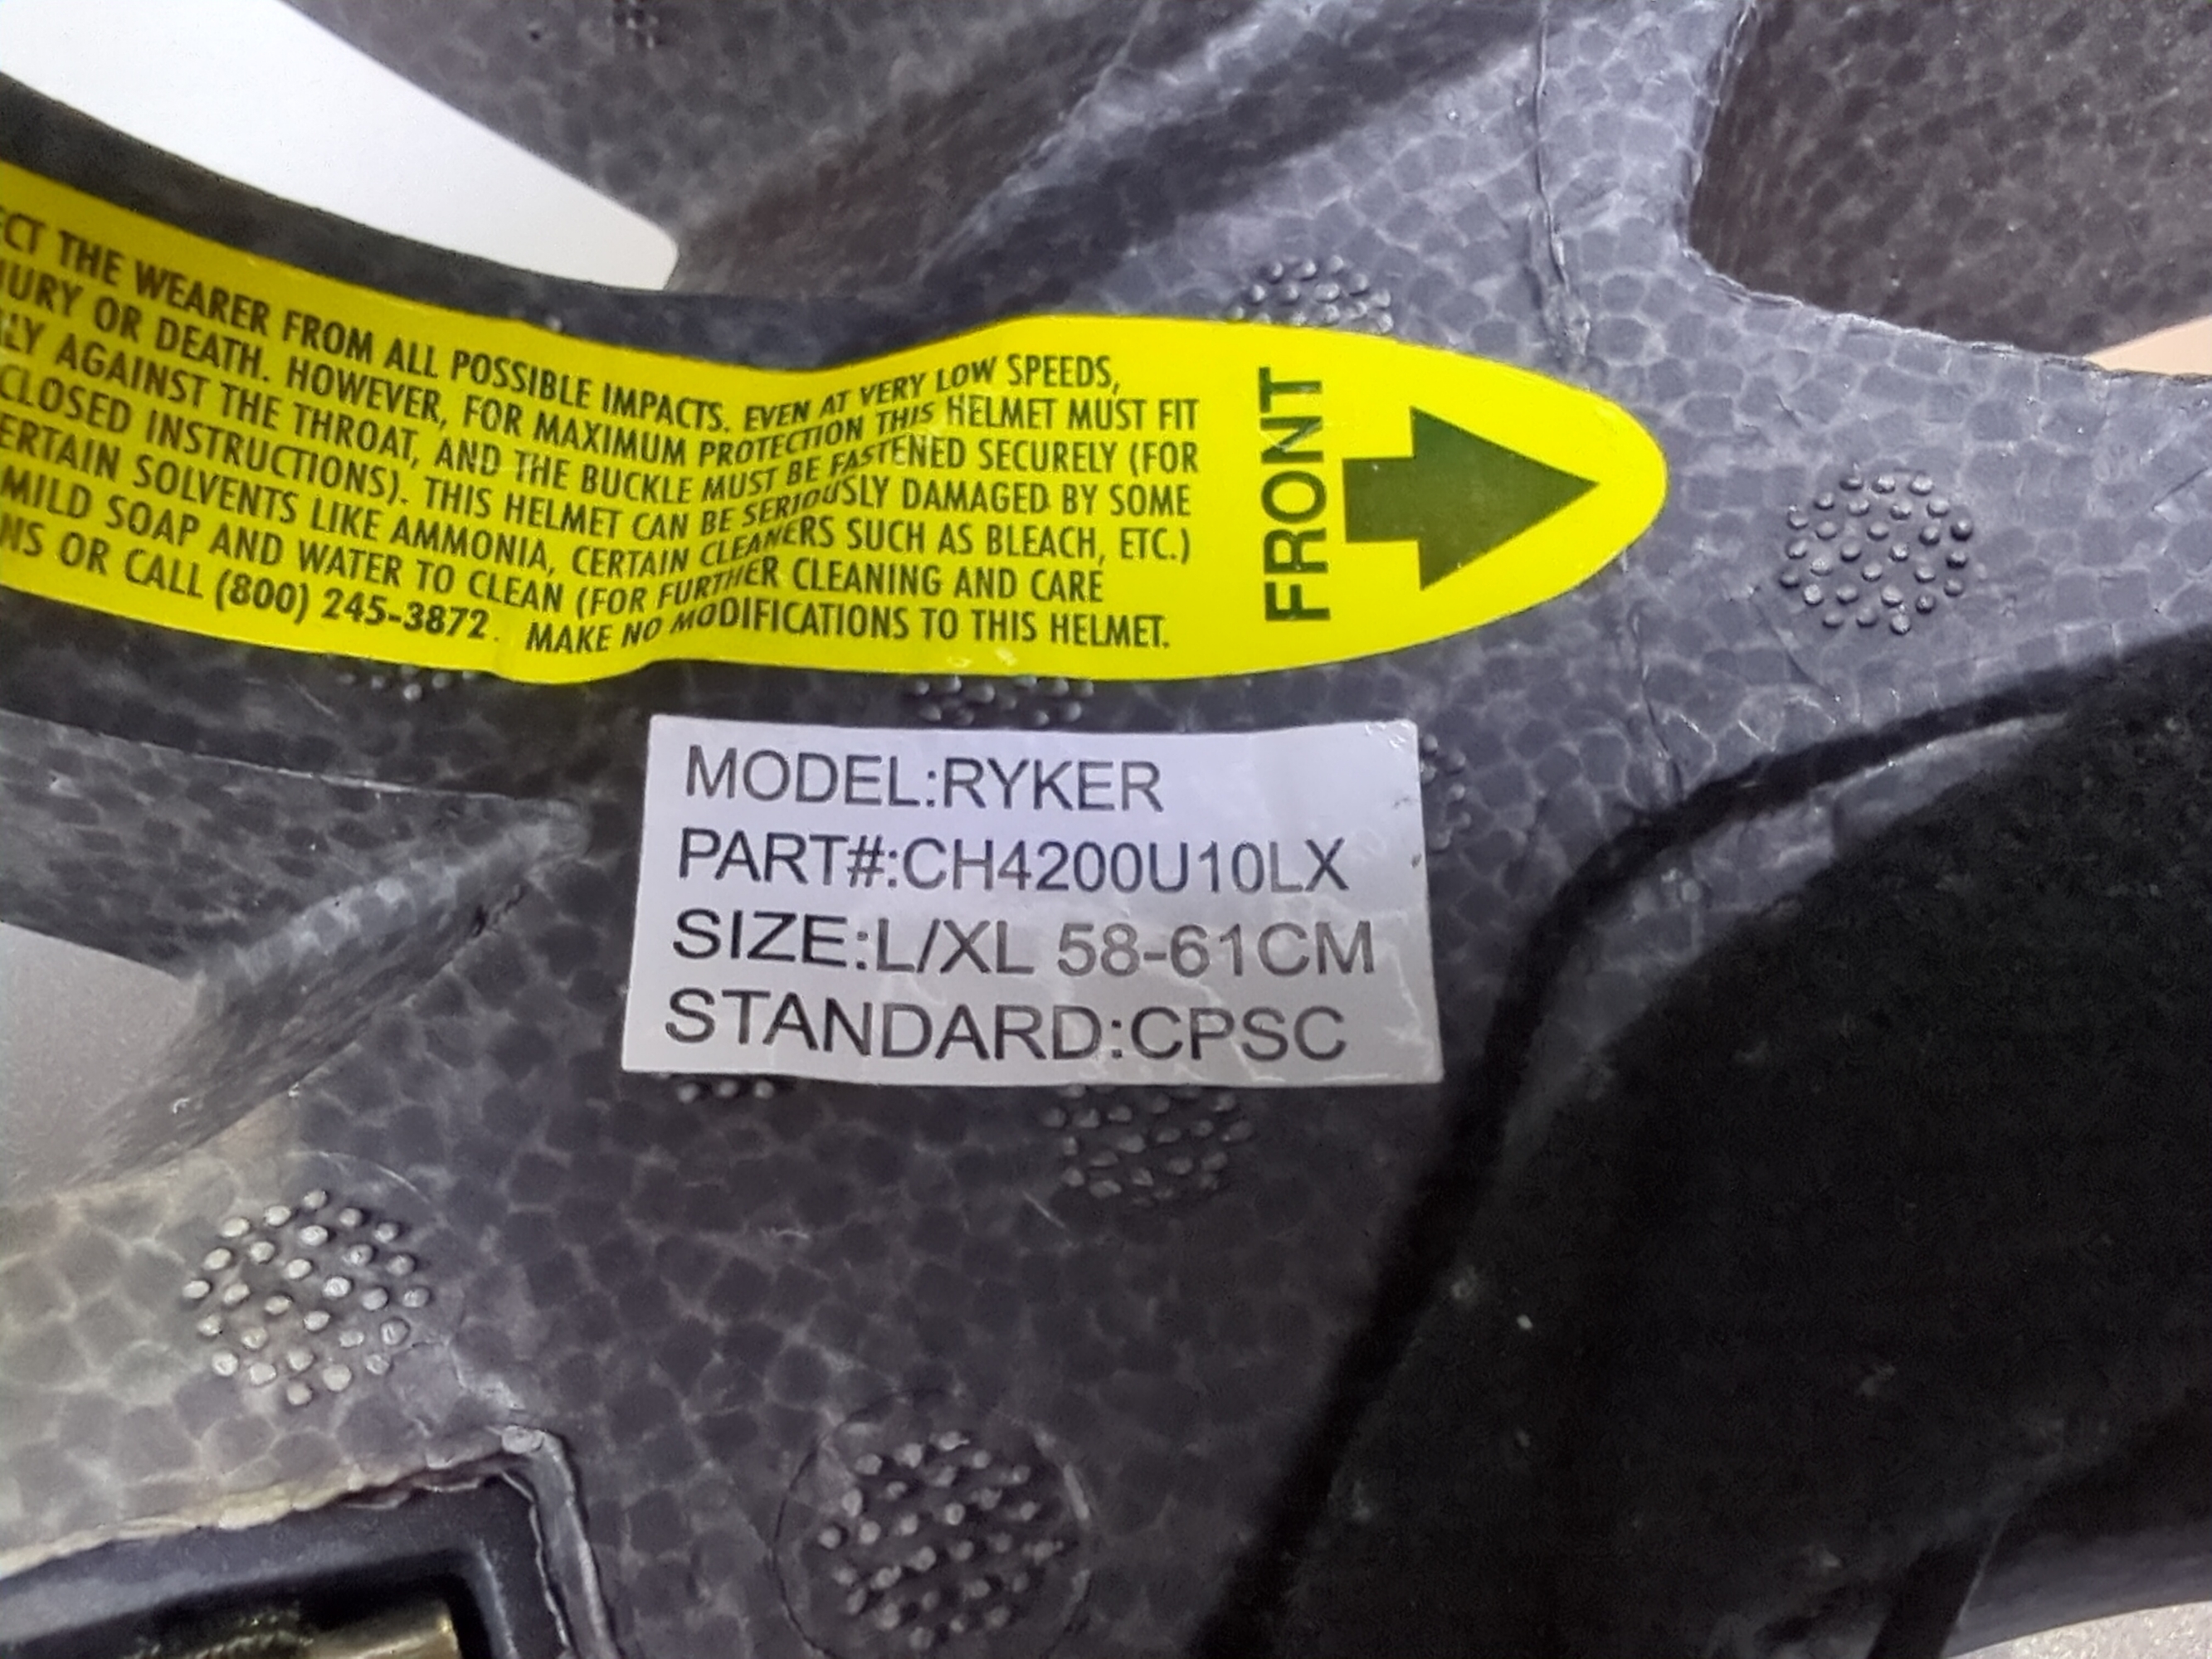 ECT THE WEARER FROM ALL POSSIBLE IMPACTS. EVEN AT VERY LOW SPEEDS,
JURY OR DEATH. HOWEVER, FOR MAXIMUM PROTECTION THIS HELMET MUST FIT
LY AGAINST THE THROAT, AND THE BUCKLE MUST BE FASTENED SECURELY (FOR
CLOSED INSTRUCTIONS). THIS HELMET CAN BE SERIOUSLY DAMAGED BY SOME
ERTAIN SOLVENTS LIKE AMMONIA, CERTAIN CLEANERS SUCH AS BLEACH, ETC.)
MILD SOAP AND WATER TO CLEAN (FOR FURTHER CLEANING AND CARE
NS OR CALL (800) 245-3872. MAKE NO MODIFICATIONS TO THIS HELMET.
FRONT
MODEL:RYKER
PART#:CH4200U10LX
SIZE:L/XL 58-61CM
STANDARD:CPSC